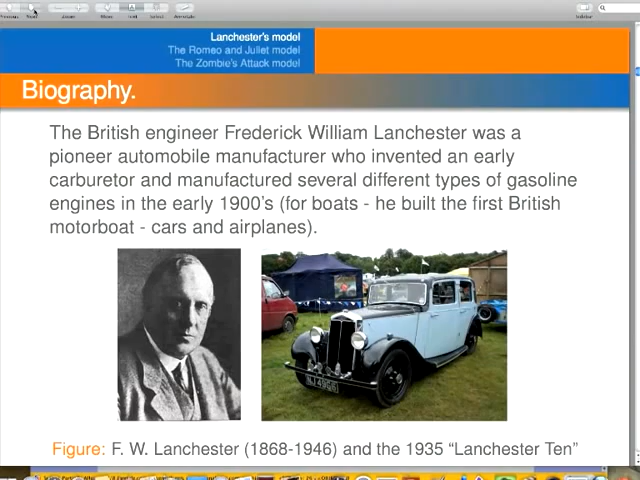 Lanchester's model
The Romeo and Juliet model
The Zombie's Attack model
Biography.
The British engineer Frederick William Lanchester was a
pioneer automobile manufacturer who invented an early
carburetor and manufactured several different types of gasoline
engines in the early 1900's (for boats - he built the first British
motorboat - cars and airplanes).
Figure: F. W. Lanchester (1868-1946) and the 1935 “Lanchester Ten”